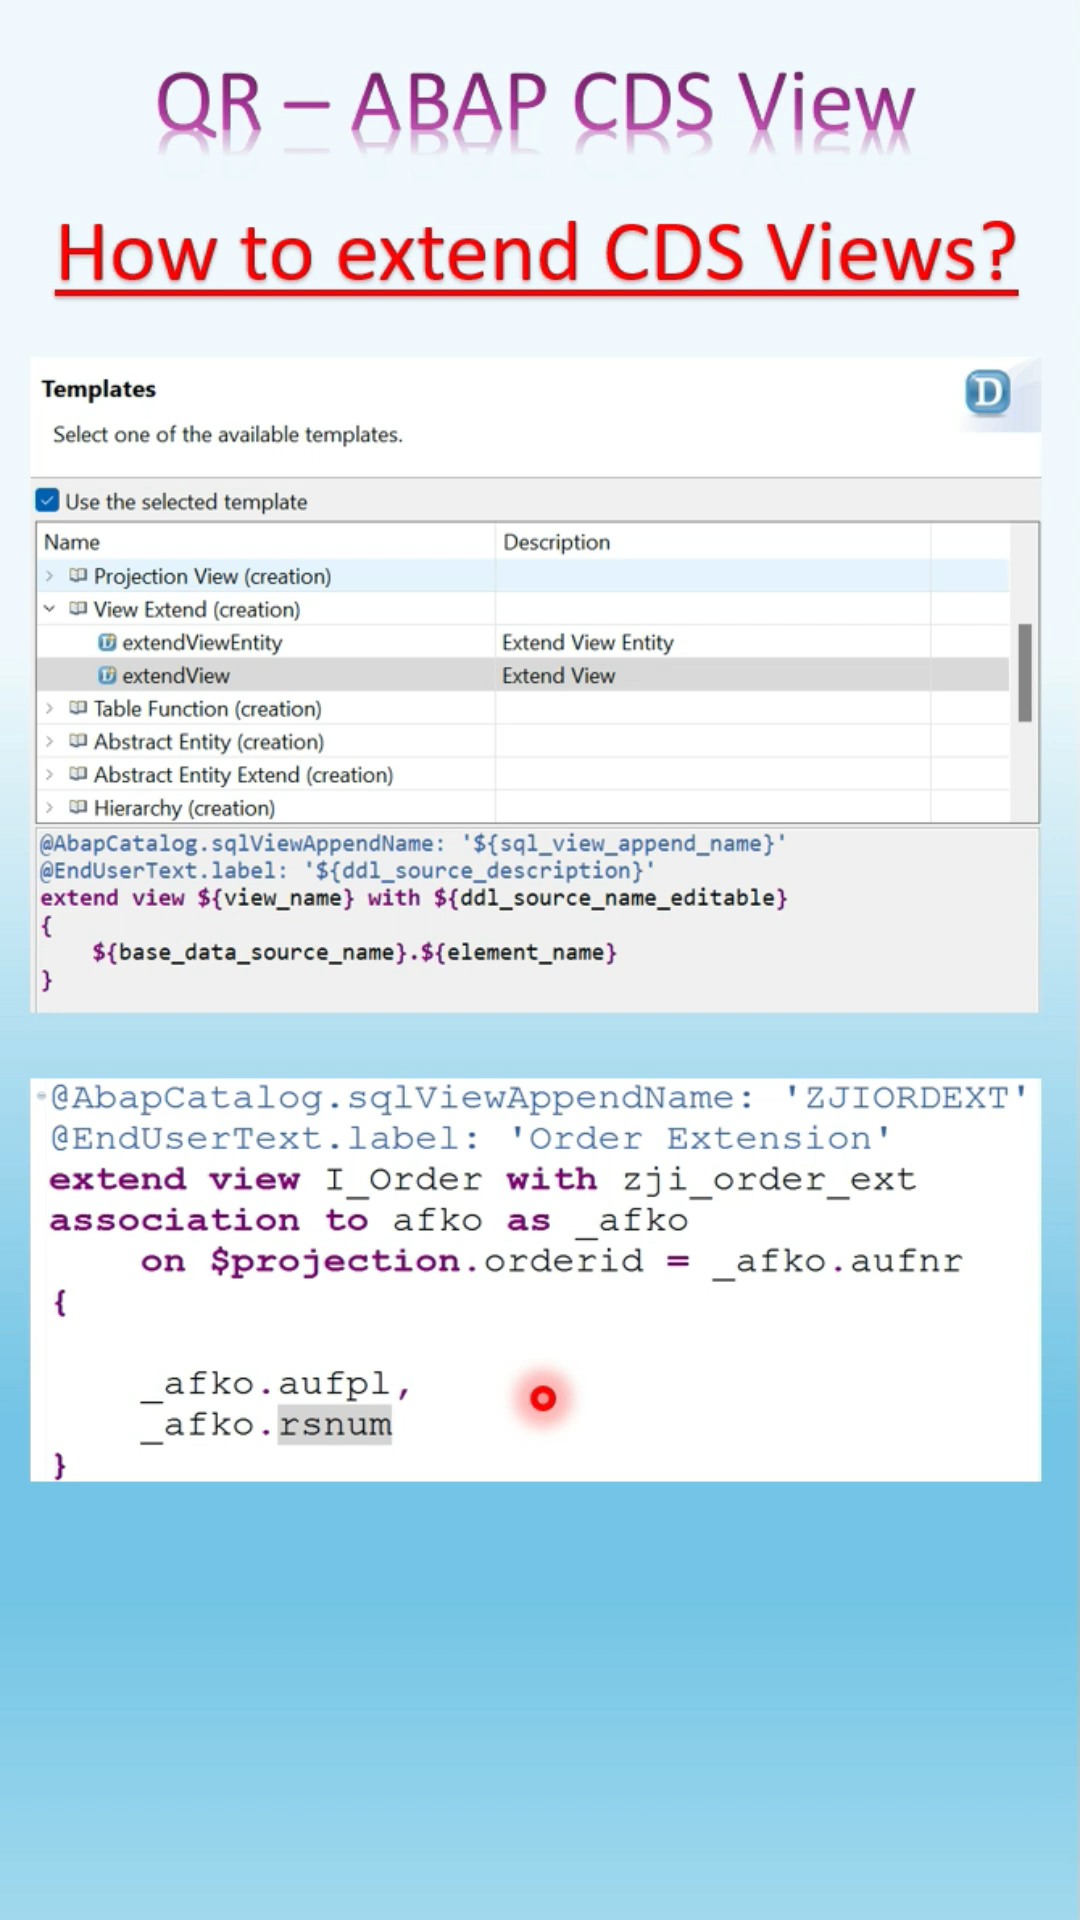 QR – ABAP CDS View
How to extend CDS Views?
Templates
D
Select one of the available templates.
Use the selected template
Name Description
Projection View (creation)
View Extend (creation)
extendViewEntity Extend View Entity
extendView Extend View
Table Function (creation)
Abstract Entity (creation)
Abstract Entity Extend (creation)
Hierarchy (creation)
@AbapCatalog.sqlViewAppendName: '${sql_view_append_name}'
@EndUserText.label: '${ddl_source_description}'
extend view ${view_name} with ${ddl_source_name_editable}
{
${base_data_source_name}.${element_name}
}
@AbapCatalog.sqlViewAppendName: 'ZJIORDEXT'
@EndUserText.label: 'Order Extension'
extend view I_Order with zji_order_ext
association to afko as _afko
on $projection.orderid = _afko.aufnr
{
_afko.aufpl,
_afko.rsnum
}